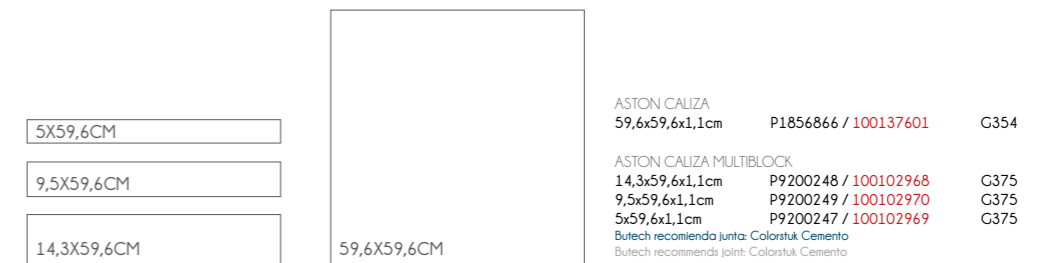 5X59,6CM
9,5X59,6CM
14,3X59,6CM
59,6X59,6CM
ASTON CALIZA
59,6x59,6x1,1cm P1856866 / 100137601 G354
ASTON CALIZA MULTIBLOCK
14,3x59,6x1,1cm P9200248 / 100102968 G375
9,5x59,6x1,1cm P9200249 / 100102970 G375
5x59,6x1,1cm P9200247 / 100102969 G375
Butech recomienda junta: Colorstuk Cemento
Butech recommends joint: Colorstuk Cemento